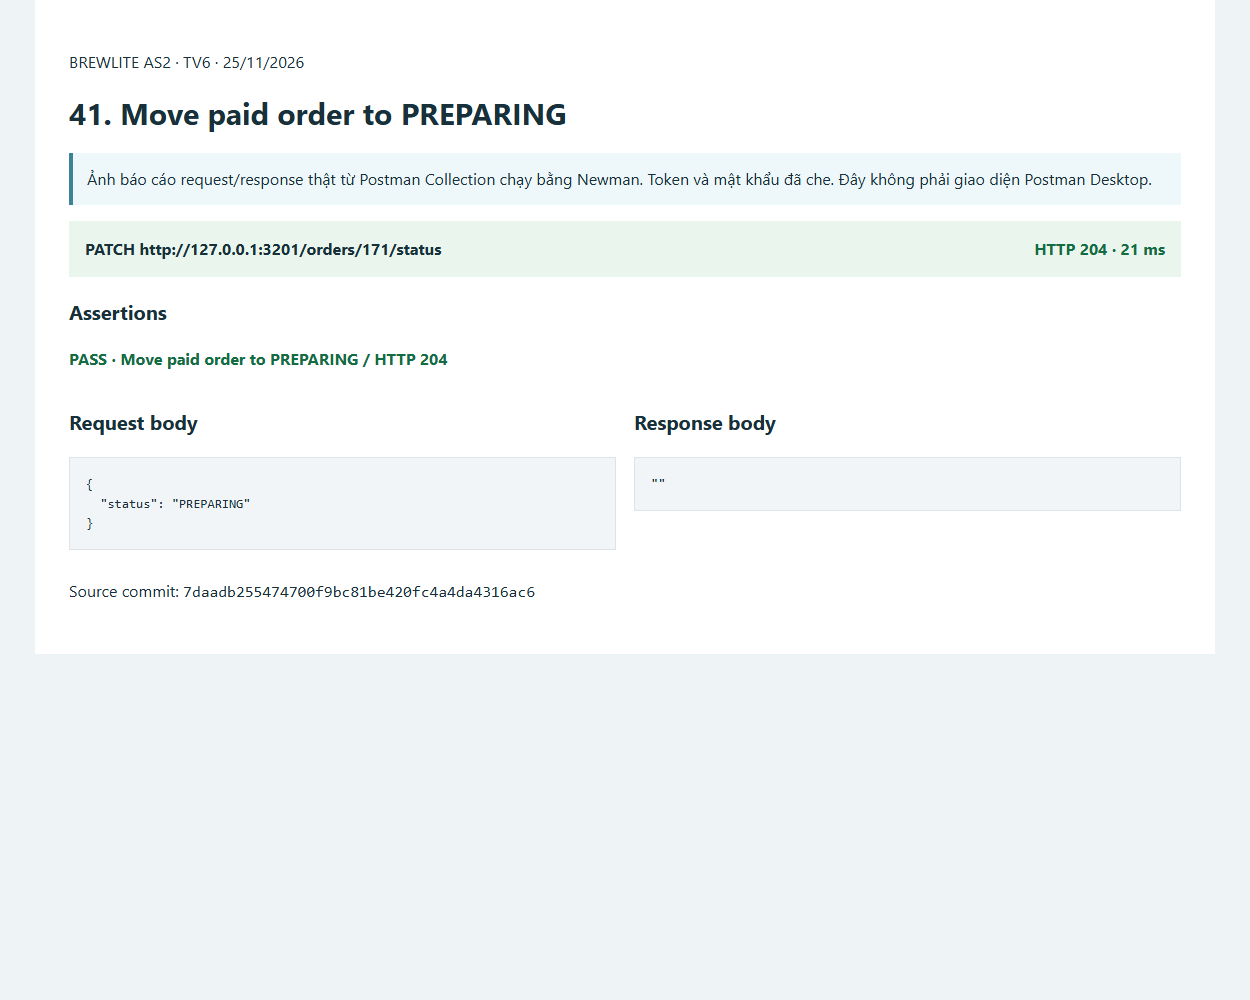 BREWLITE AS2 · TV6 · 25/11/2026
41. Move paid order to PREPARING
Ảnh báo cáo request/response thật từ Postman Collection chạy bằng Newman. Token và mật khẩu đã che. Đây không phải giao diện Postman Desktop.
PATCH http://127.0.0.1:3201/orders/171/status HTTP 204 · 21 ms
Assertions
PASS · Move paid order to PREPARING / HTTP 204
Request body
{
  "status": "PREPARING"
}
Response body
""
Source commit: 7daadb255474700f9bc81be420fc4a4da4316ac6